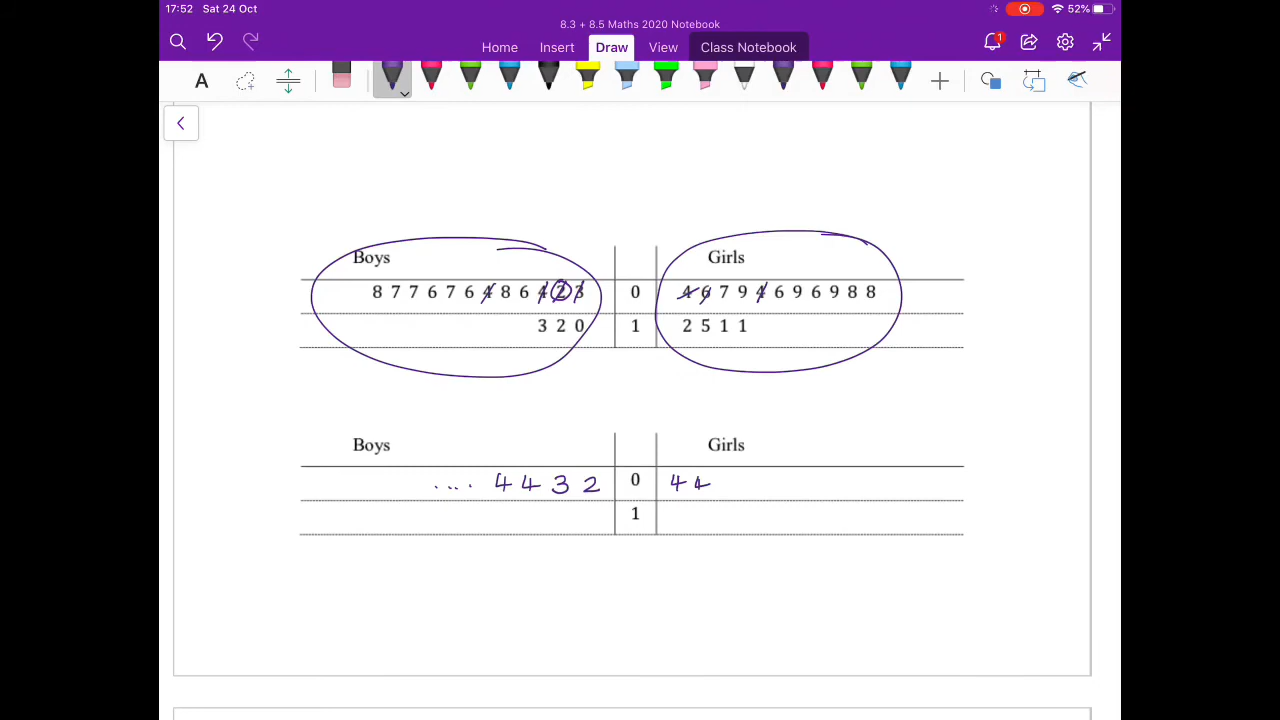 17:52 Sat 24 Oct 52%
8.3 + 8.5 Maths 2020 Notebook
Home Insert Draw View Class Notebook 1
A
Boys Girls
8 7 7 6 7 6 4 8 6 4 2 3 0 4 6 7 9 4 6 9 6 9 8 8
3 2 0 1 2 5 1 1
Boys Girls
.... 4 4 3 2 0 4 4
1